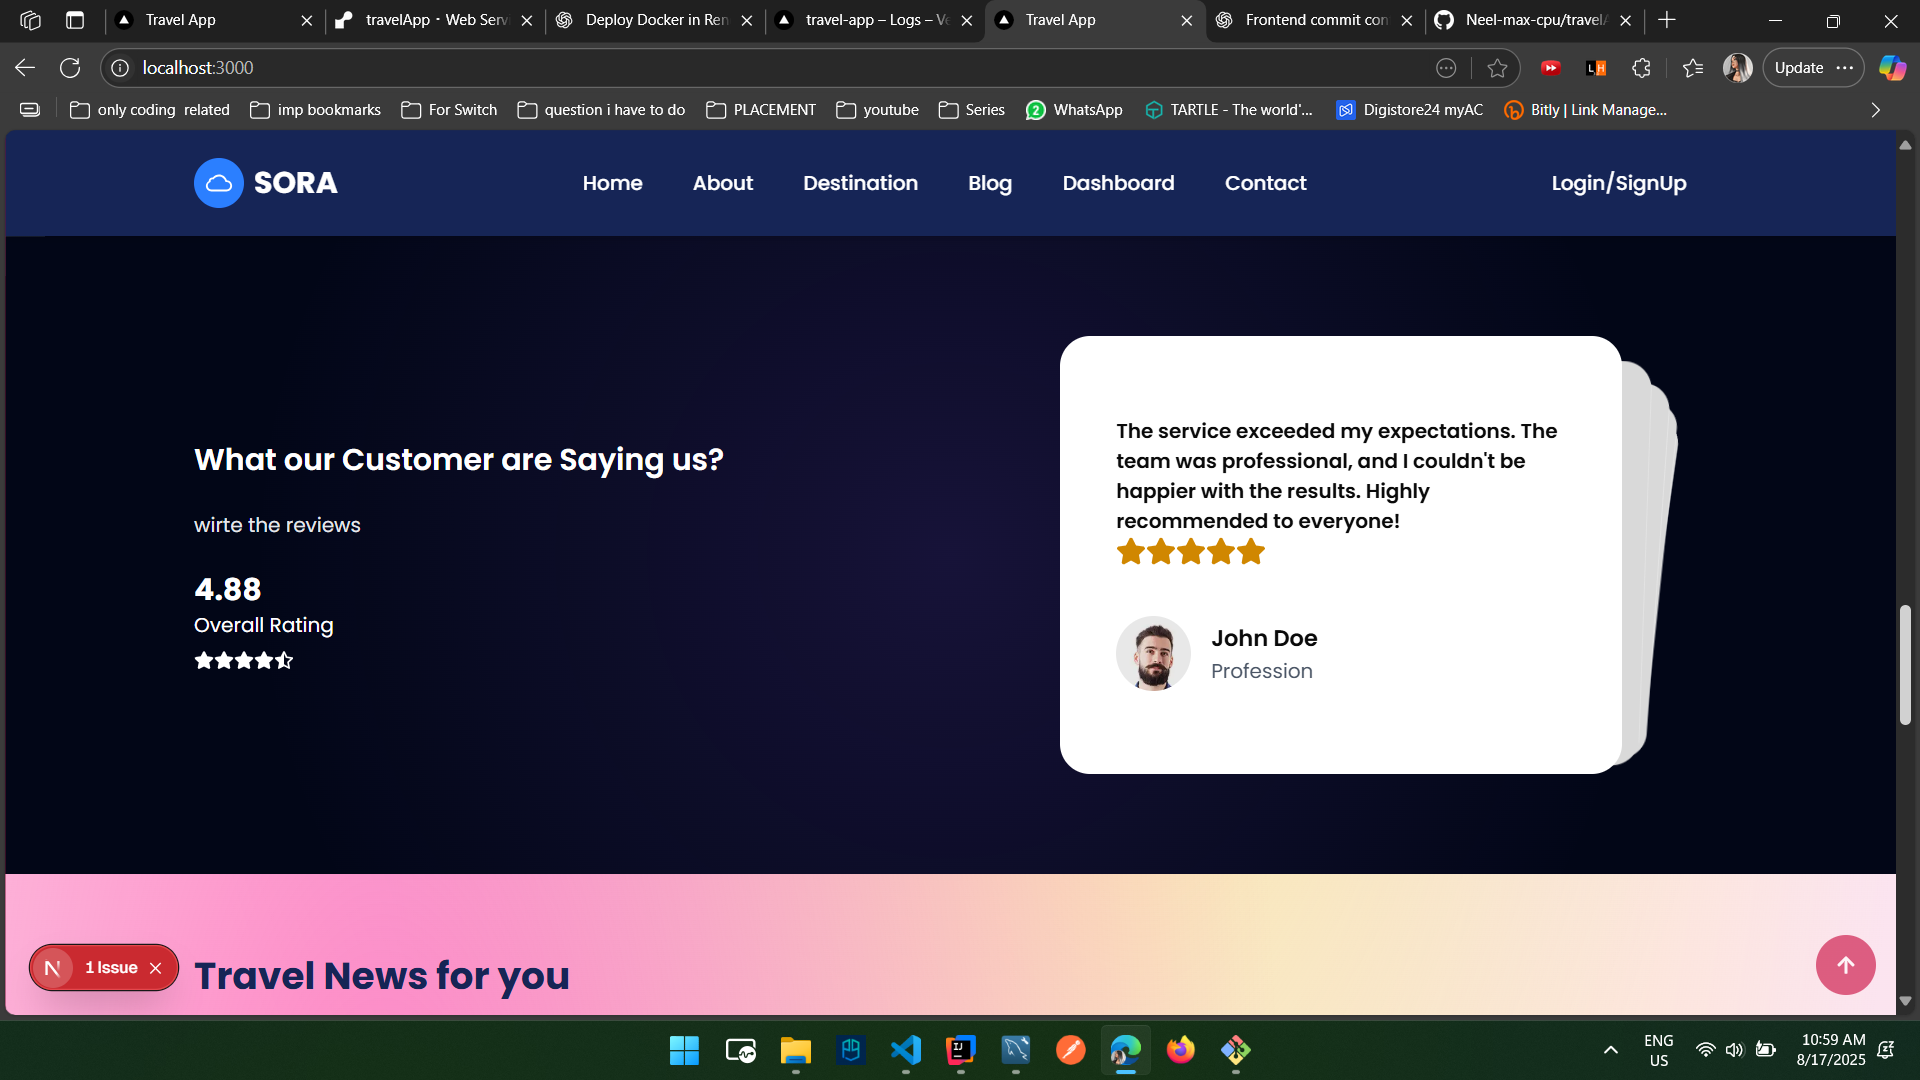 Travel App
travelApp · Web Serv
Deploy Docker in Ren
travel-app – Logs – Ve
Travel App
Frontend commit con
Neel-max-cpu/travelA
localhost:3000
Update
only coding related
imp bookmarks
For Switch
question i have to do
PLACEMENT
youtube
Series
2
WhatsApp
TARTLE - The world'...
Digistore24 myAC
Bitly | Link Manage...
LH
SORA
Home
About
Destination
Blog
Dashboard
Contact
Login/SignUp
What our Customer are Saying us?
wirte the reviews
4.88
Overall Rating
The service exceeded my expectations. The
team was professional, and I couldn't be
happier with the results. Highly
recommended to everyone!
John Doe
Profession
N
1 Issue
Travel News for you
IJ
ENG
US
10:59 AM
8/17/2025